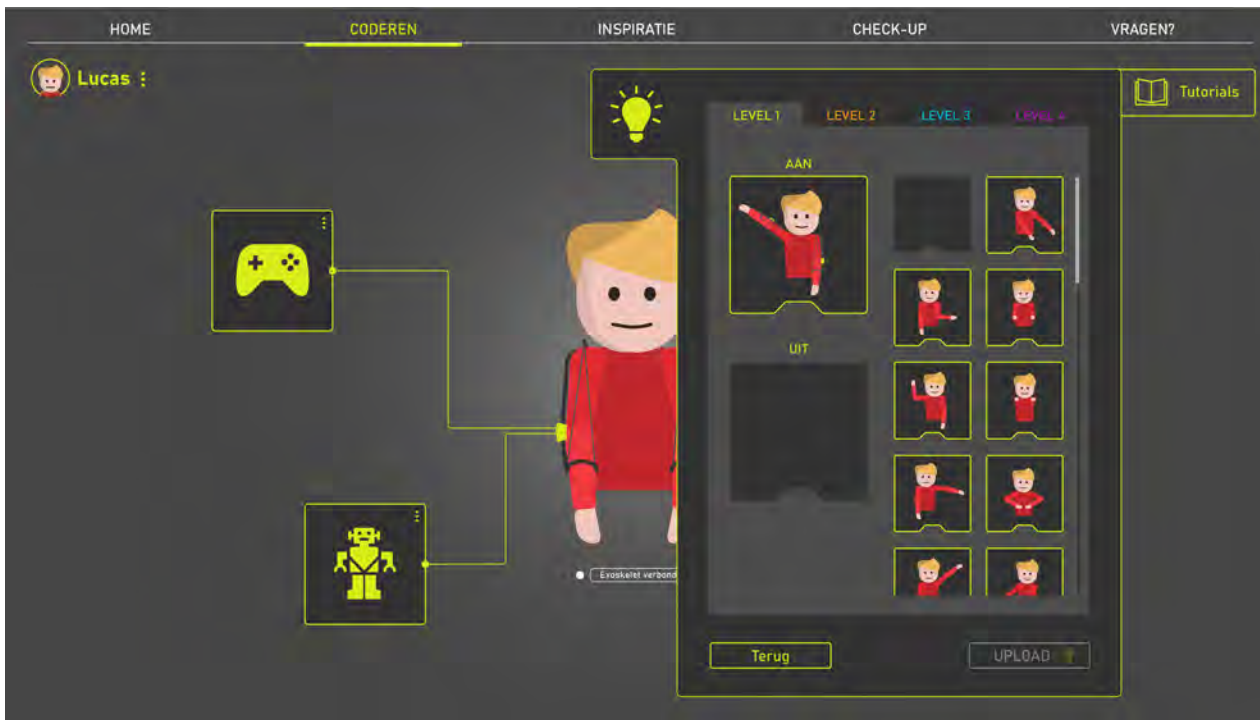 HOME
CODEREN
INSPIRATIE
CHECK-UP
VRAGEN?
Lucas
Tutorials
LEVEL 1
LEVEL 2
LEVEL 3
AAN
UIT
Terug
UPLOAD